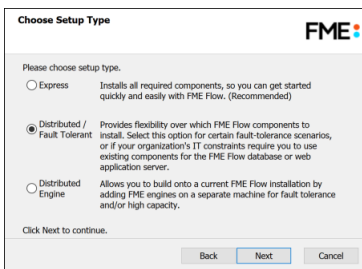 Choose Setup Type
FME
Please choose setup type.
Express
Installs all required components, so you can get started
quickly and easily with FME Flow. (Recommended)
Distributed /
Fault Tolerant
Provides flexibility over which FME Flow components to
install. Select this option for certain fault-tolerance scenarios,
or if your organization's IT constraints require you to use
existing components for the FME Flow database or web
application server.
Distributed
Engine
Allows you to build onto a current FME Flow installation by
adding FME engines on a separate machine for fault tolerance
and/or high capacity.
Click Next to continue.
Back
Next
Cancel